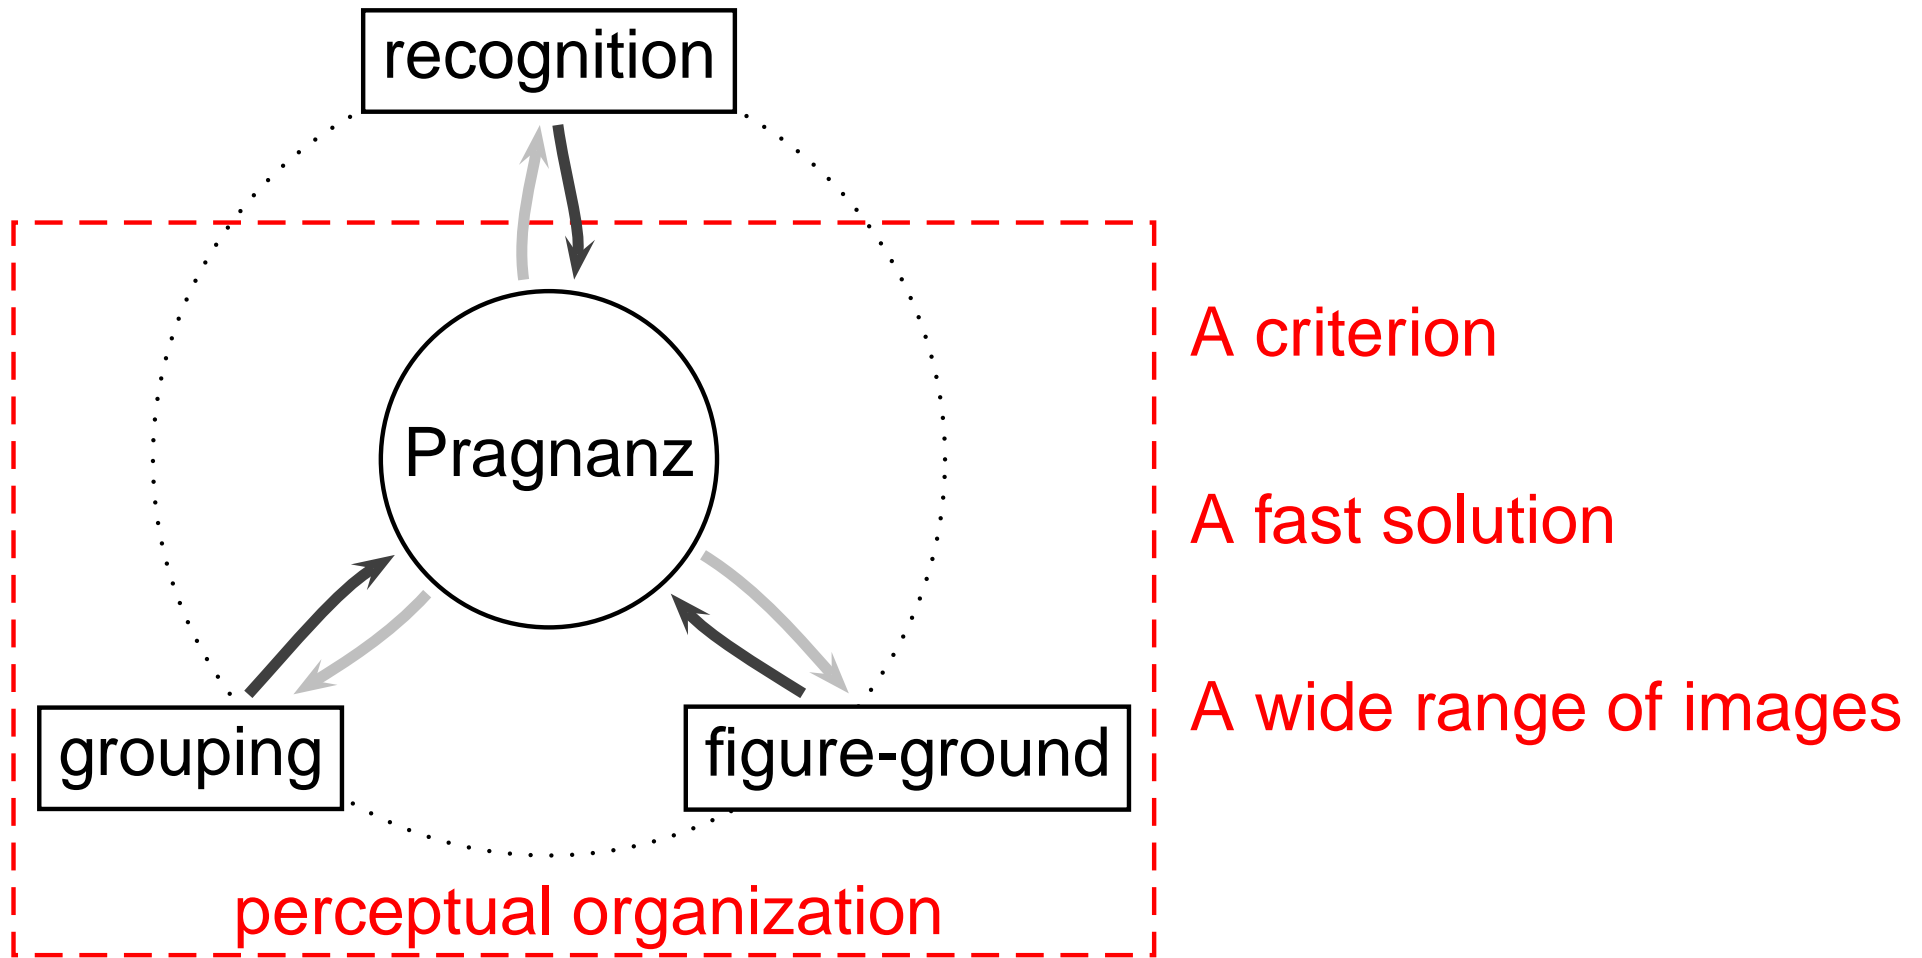 recognition
Pragnanz
grouping
figure-ground
perceptual organization
A criterion
A fast solution
A wide range of images